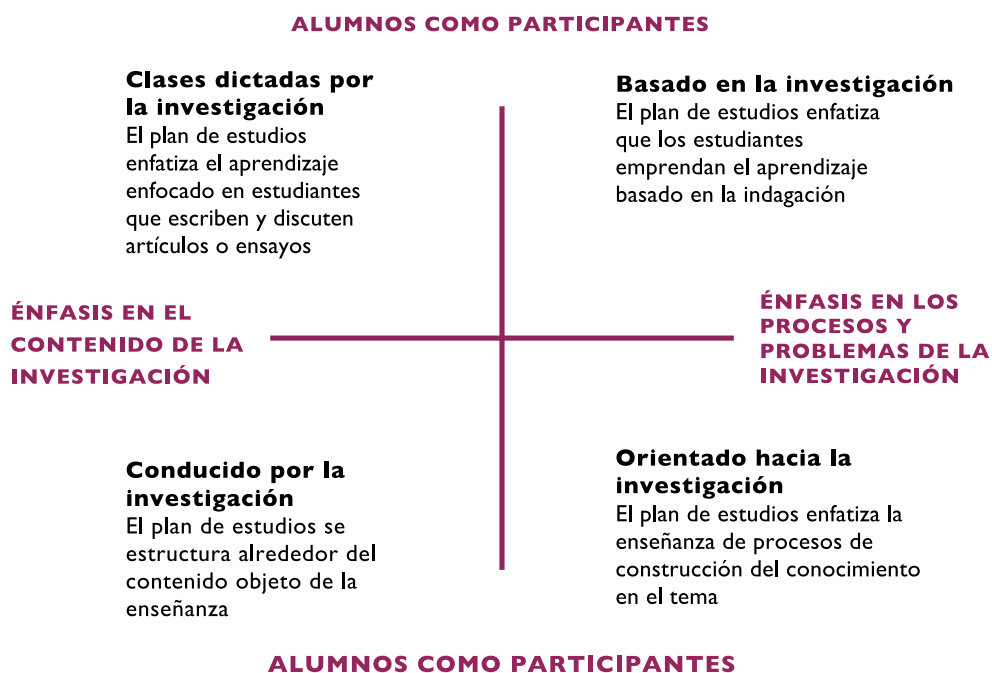 ALUMNOS COMO PARTICIPANTES
Clases dictadas por
la investigación
El plan de estudios
enfatiza el aprendizaje
enfocado en estudiantes
que escriben y discuten
artículos o ensayos
Basado en la investigación
El plan de estudios enfatiza
que los estudiantes
emprendan el aprendizaje
basado en la indagación
ÉNFASIS EN EL
CONTENIDO DE LA
INVESTIGACIÓN
ÉNFASIS EN LOS
PROCESOS Y
PROBLEMAS DE LA
INVESTIGACIÓN
Conducido por la
investigación
El plan de estudios se
estructura alrededor del
contenido objeto de la
enseñanza
Orientado hacia la
investigación
El plan de estudios enfatiza la
enseñanza de procesos de
construcción del conocimiento
en el tema
ALUMNOS COMO PARTICIPANTES